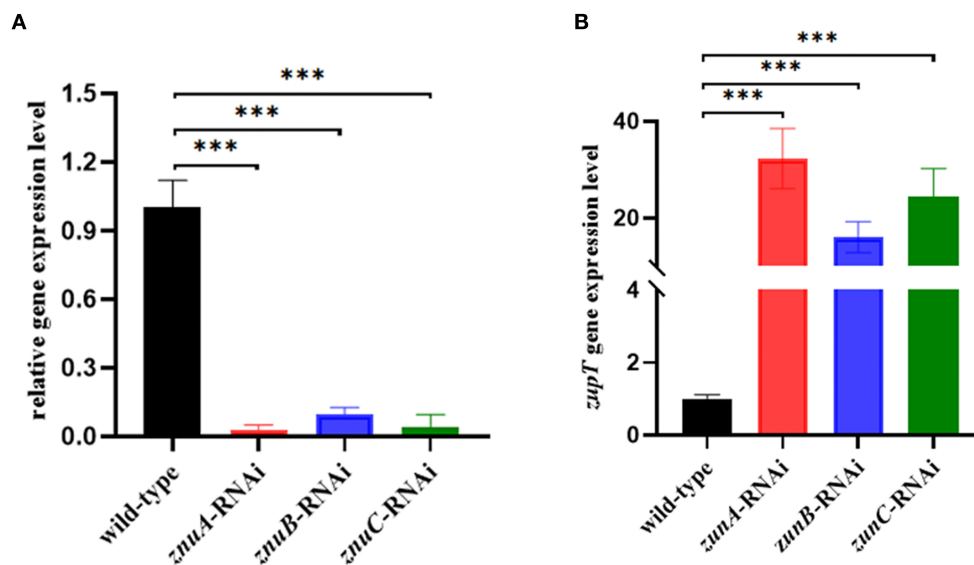 A
***
***
***
relative gene expression level
1.5
1.2
0.9
0.6
0.3
0.0
wild-type
znuA-RNAi
znuB-RNAi
znuC-RNAi
B
***
***
***
zupT gene expression level
40
20
4
2
0
wild-type
zunA-RNAi
zunB-RNAi
zunC-RNAi